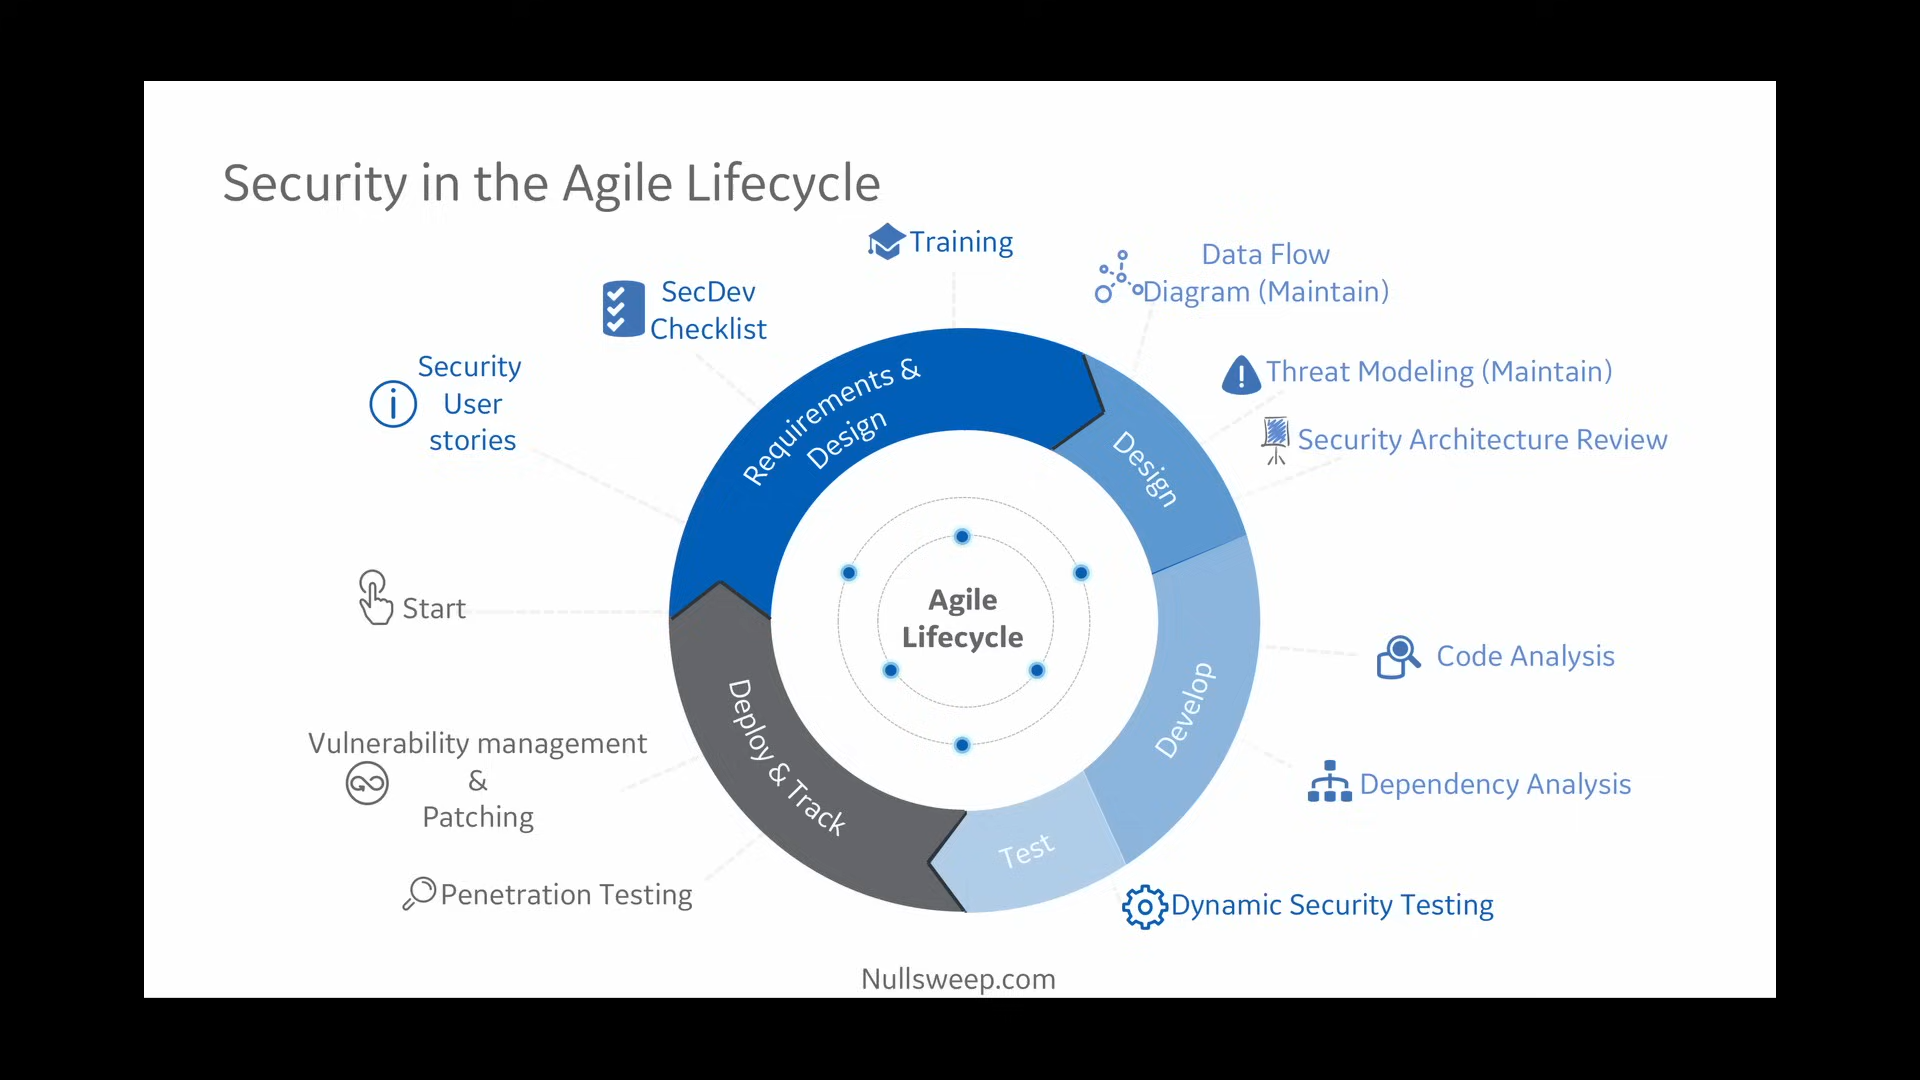 Security in the Agile Lifecycle
Training
Data Flow
Diagram (Maintain)
SecDev
Checklist
Security
User
stories
Threat Modeling (Maintain)
Security Architecture Review
Requirements &
Design
Design
Start
Agile
Lifecycle
Code Analysis
Develop
Deploy & Track
Vulnerability management
&
Patching
Dependency Analysis
Test
Penetration Testing
Dynamic Security Testing
Nullsweep.com